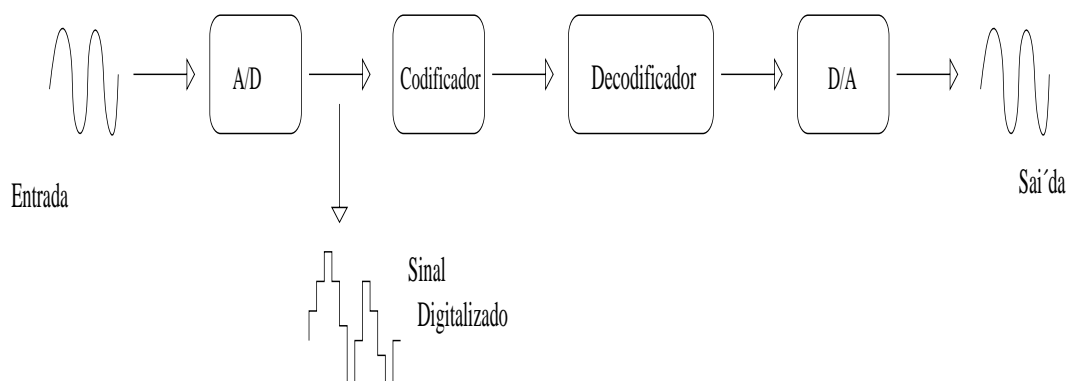 A/D
Codificador
Decodificador
D/A
Entrada
Sai´da
Sinal
Digitalizado